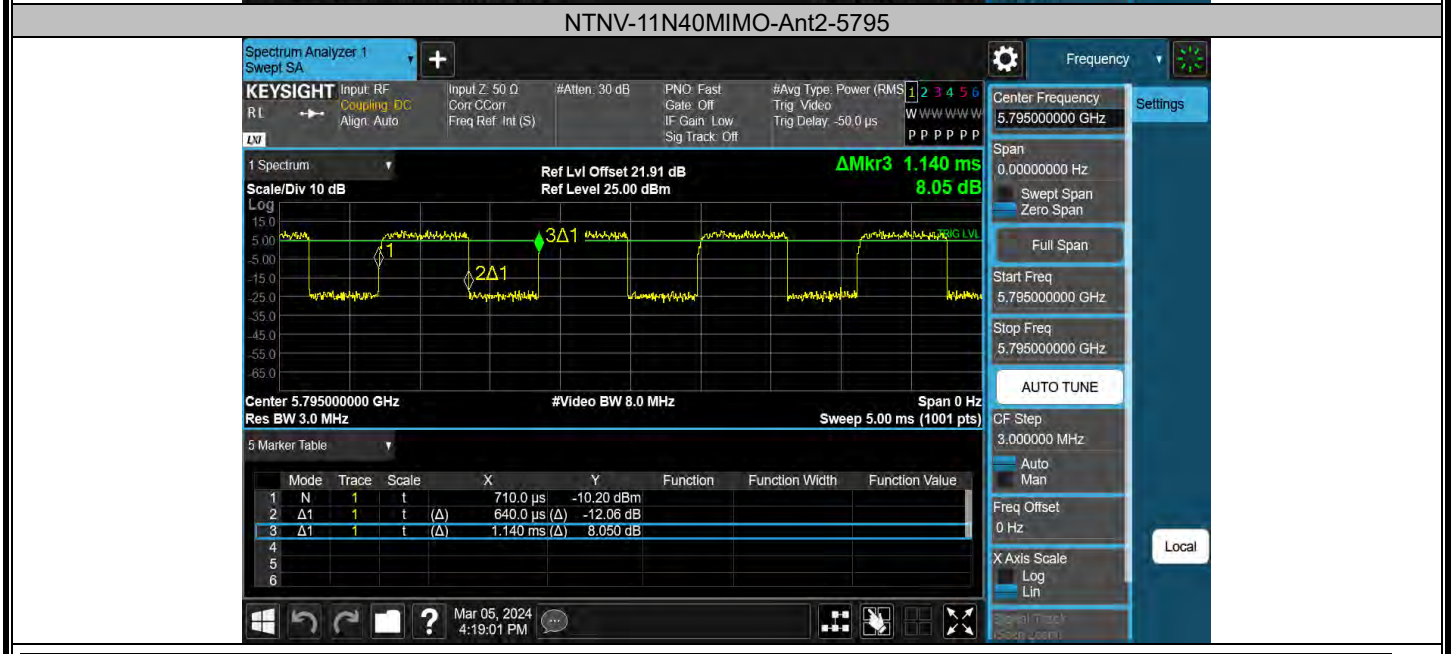 NTNV-11N40MIMO-Ant2-5795
Spectrum Analyzer 1
Swept SA
Frequency
KEYSIGHT
RL
LXI
Input: RF
Coupling: DC
Align: Auto
Input Z: 50 Ω
Corr CCorr
Freq Ref: Int (S)
#Atten: 30 dB
PNO: Fast
Gate: Off
IF Gain: Low
Sig Track: Off
#Avg Type: Power (RMS
Trig: Video
Trig Delay: -50.0 µs
1 2 3 4 5 6
W W W W W W
P P P P P P
1 Spectrum
Scale/Div 10 dB
Ref Lvl Offset 21.91 dB
Ref Level 25.00 dBm
ΔMkr3 1.140 ms
8.05 dB
Log
15.0
5.00
-5.00
-15.0
-25.0
-35.0
-45.0
-55.0
-65.0
1
2Δ1
3Δ1
TRIG LVL
Center 5.795000000 GHz
Res BW 3.0 MHz
#Video BW 8.0 MHz
Span 0 Hz
Sweep 5.00 ms (1001 pts)
5 Marker Table
Mode Trace Scale X Y Function Function Width Function Value
1 N 1 t 710.0 µs -10.20 dBm
2 Δ1 1 t (Δ) 640.0 µs (Δ) -12.06 dB
3 Δ1 1 t (Δ) 1.140 ms (Δ) 8.050 dB
4
5
6
Mar 05, 2024
4:19:01 PM
Center Frequency
5.795000000 GHz
Settings
Span
0.00000000 Hz
Swept Span
Zero Span
Full Span
Start Freq
5.795000000 GHz
Stop Freq
5.795000000 GHz
AUTO TUNE
CF Step
3.000000 MHz
Auto
Man
Freq Offset
0 Hz
X Axis Scale
Log
Lin
Signal Track
(Span Zoom)
Local